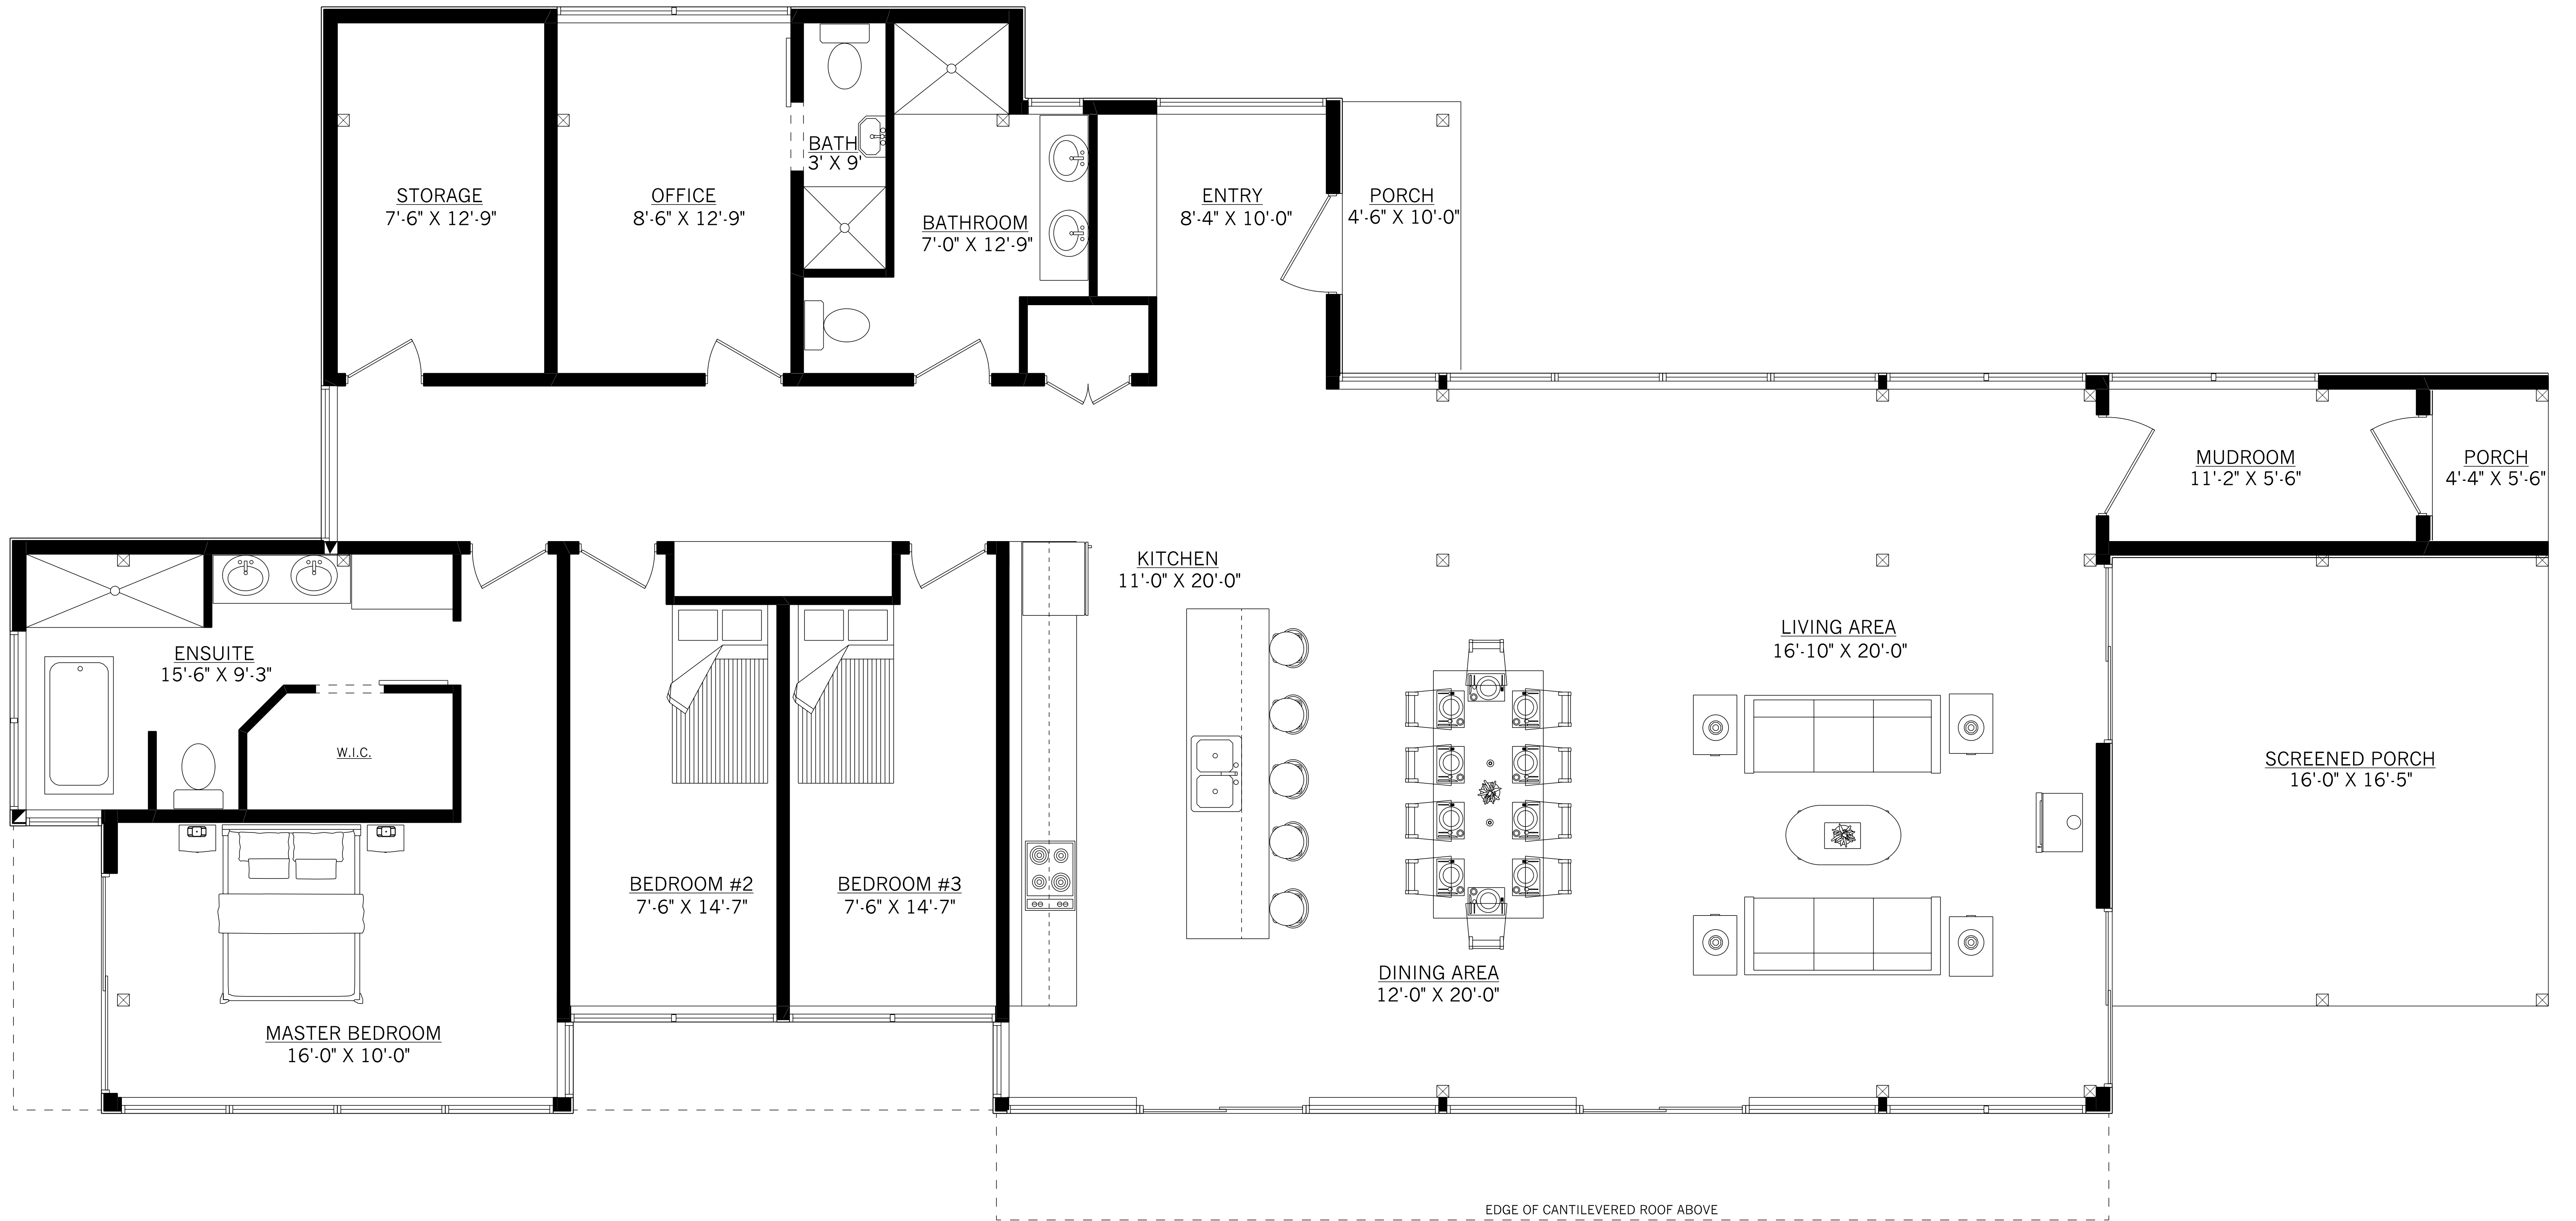 STORAGE
7'-6" X 12'-9"
OFFICE
8'-6" X 12'-9"
BATH
3' X 9'
BATHROOM
7'-0" X 12'-9"
ENTRY
8'-4" X 10'-0"
PORCH
4'-6" X 10'-0"
MUDROOM
11'-2" X 5'-6"
PORCH
4'-4" X 5'-6"
KITCHEN
11'-0" X 20'-0"
LIVING AREA
16'-10" X 20'-0"
ENSUITE
15'-6" X 9'-3"
W.I.C.
SCREENED PORCH
16'-0" X 16'-5"
BEDROOM #2
7'-6" X 14'-7"
BEDROOM #3
7'-6" X 14'-7"
DINING AREA
12'-0" X 20'-0"
MASTER BEDROOM
16'-0" X 10'-0"
EDGE OF CANTILEVERED ROOF ABOVE